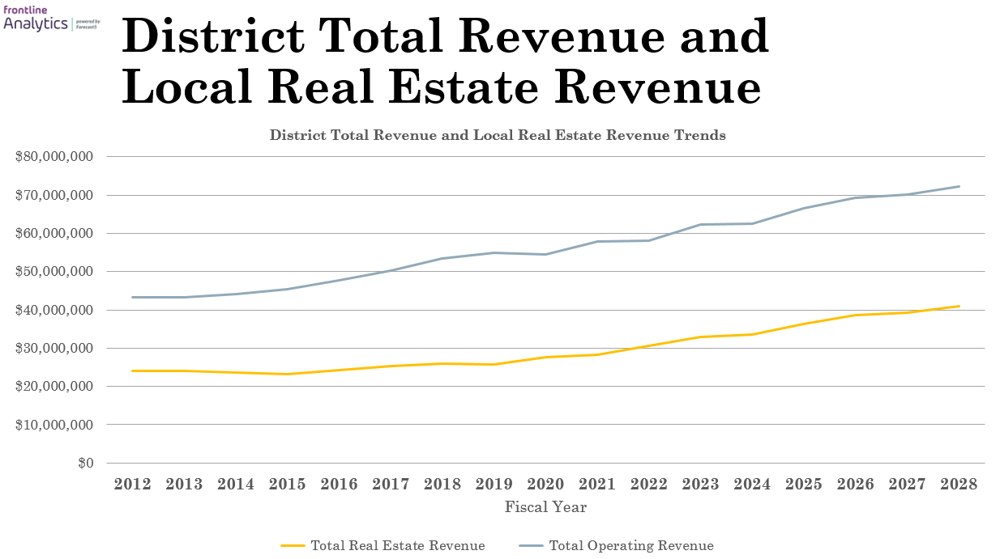 frontline
Analytics
powered by
Forecast5
District Total Revenue and
Local Real Estate Revenue
District Total Revenue and Local Real Estate Revenue Trends
$80,000,000
$70,000,000
$60,000,000
$50,000,000
$40,000,000
$30,000,000
$20,000,000
$10,000,000
$0
2012 2013 2014 2015 2016 2017 2018 2019 2020 2021 2022 2023 2024 2025 2026 2027 2028
Fiscal Year
Total Real Estate Revenue Total Operating Revenue